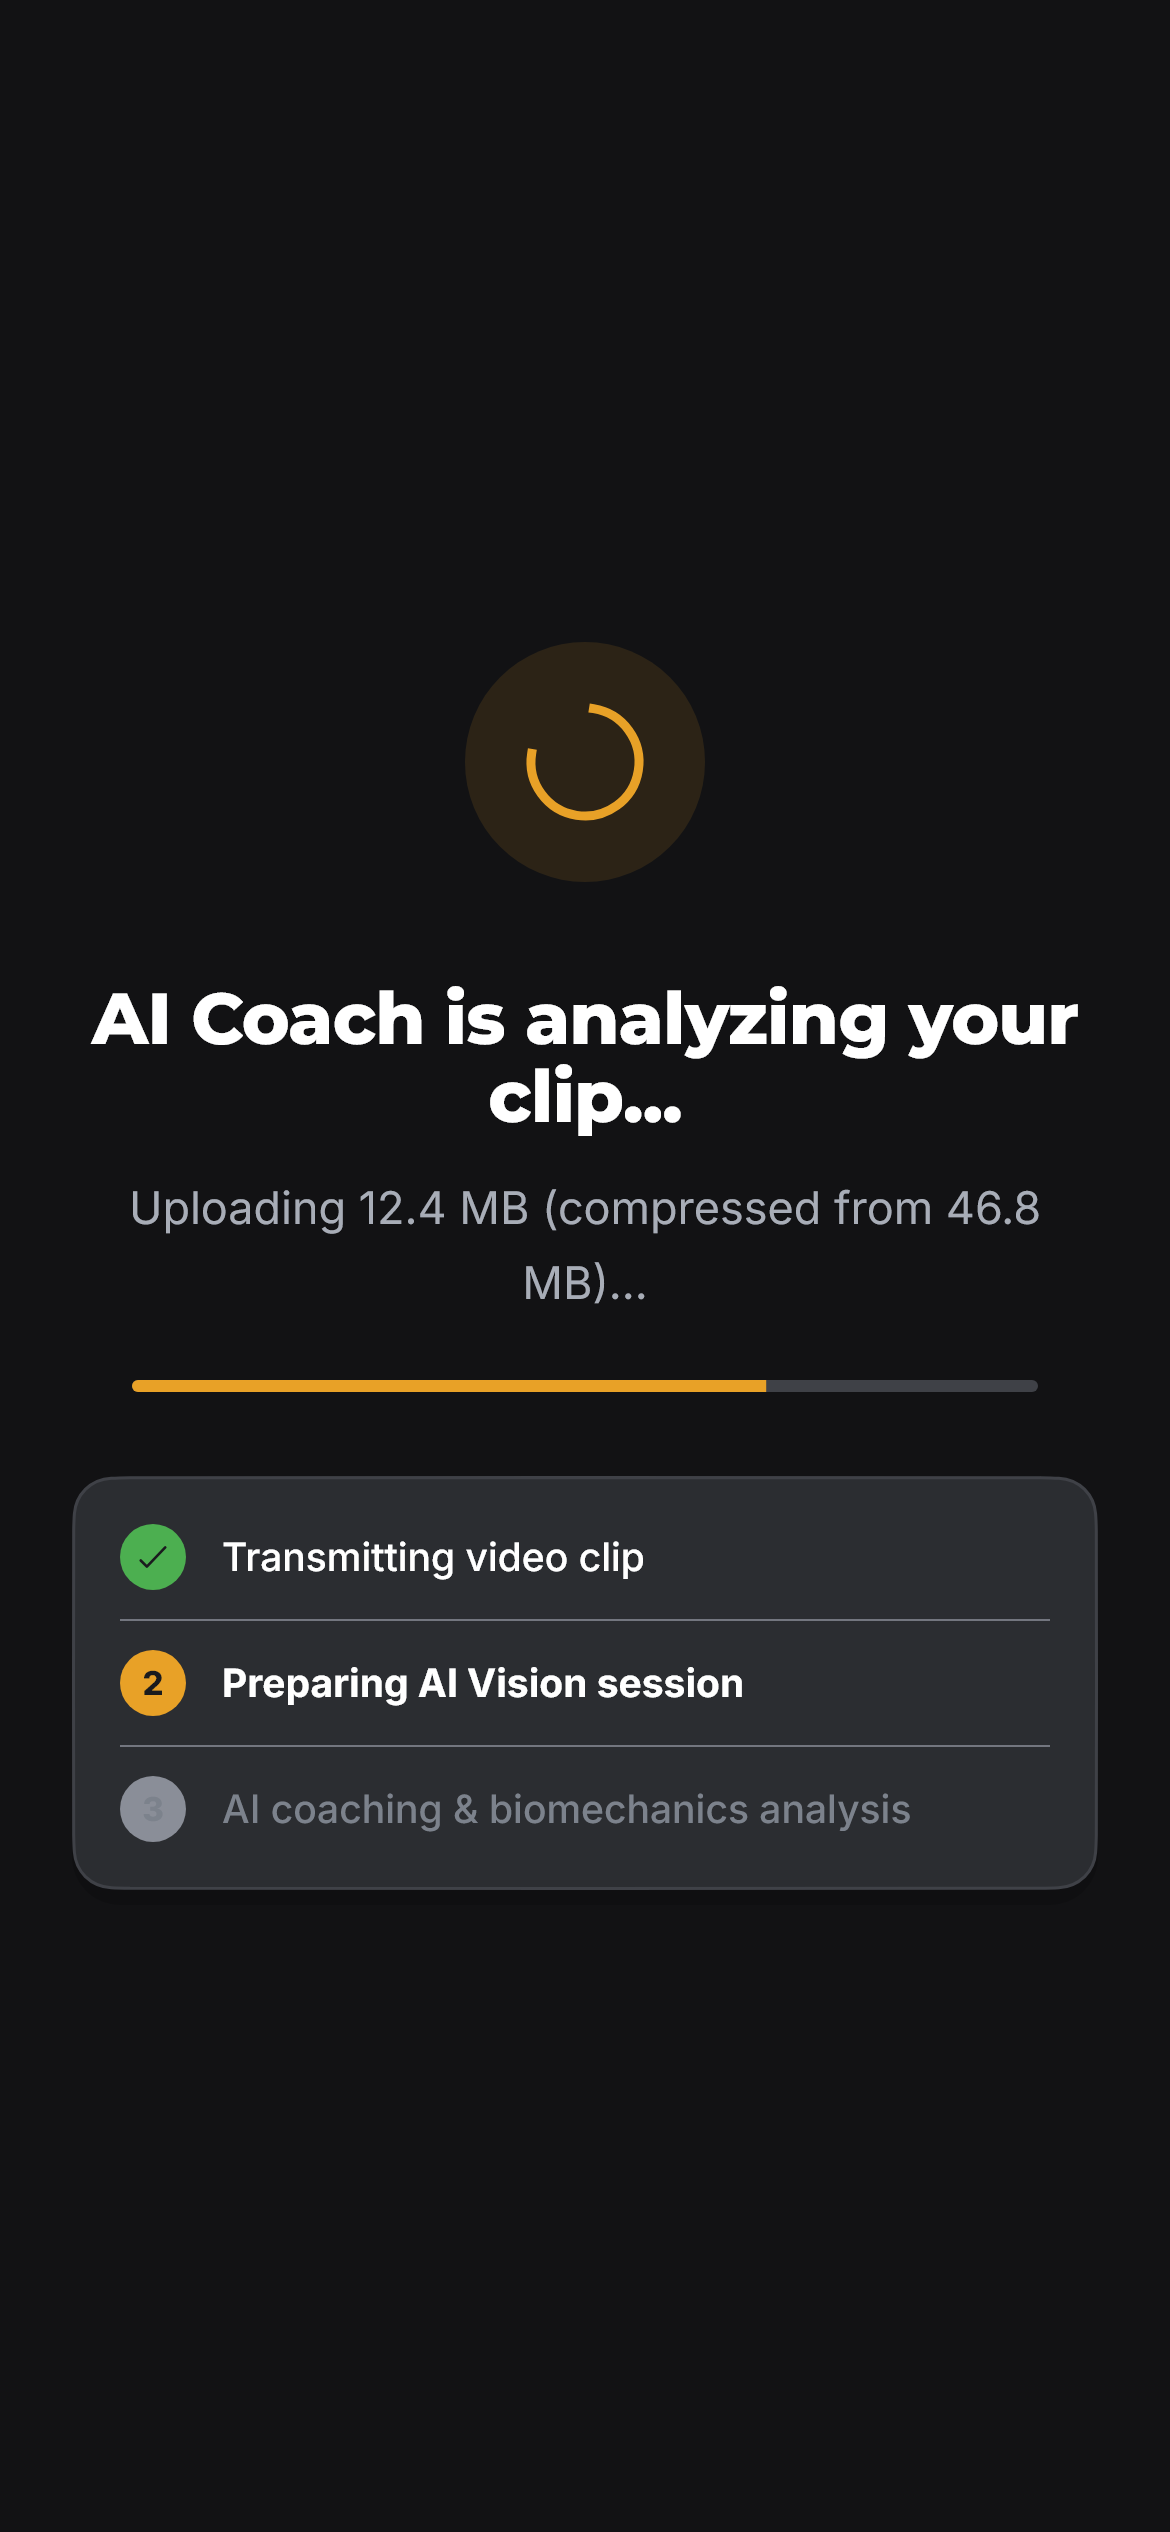 AI Coach is analyzing your
clip...
Uploading 12.4 MB (compressed from 46.8
MB)...
Transmitting video clip
2 Preparing AI Vision session
3 AI coaching & biomechanics analysis